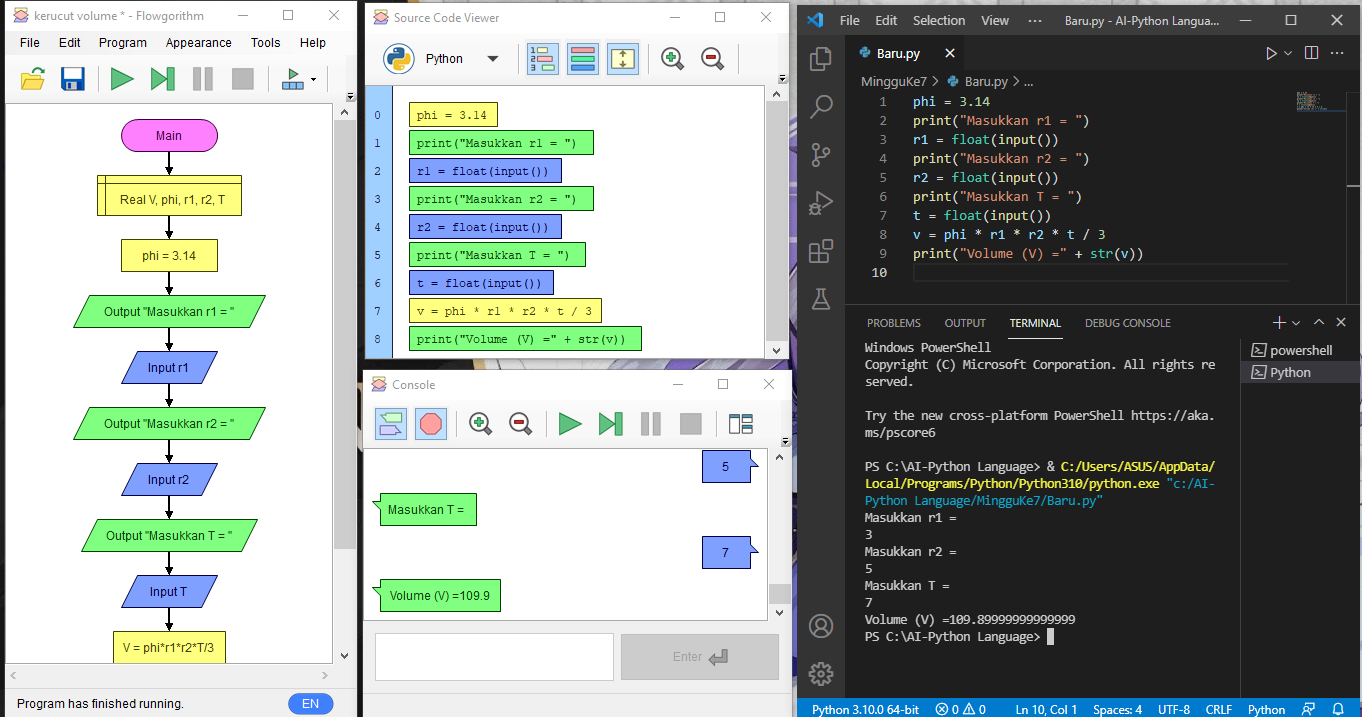 kerucut volume * - Flowgorithm
File Edit Program Appearance Tools Help
Main
Real V, phi, r1, r2, T
phi = 3.14
Output "Masukkan r1 = "
Input r1
Output "Masukkan r2 = "
Input r2
Output "Masukkan T = "
Input T
V = phi*r1*r2*T/3
Program has finished running.
EN
Source Code Viewer
Python
0 phi = 3.14
1 print("Masukkan r1 = ")
2 r1 = float(input())
3 print("Masukkan r2 = ")
4 r2 = float(input())
5 print("Masukkan T = ")
6 t = float(input())
7 v = phi * r1 * r2 * t / 3
8 print("Volume (V) =" + str(v))
Console
5
Masukkan T =
7
Volume (V) =109.9
Enter
File Edit Selection View ··· Baru.py - AI-Python Langua...
Baru.py
MingguKe7 > Baru.py > ...
1 phi = 3.14
2 print("Masukkan r1 = ")
3 r1 = float(input())
4 print("Masukkan r2 = ")
5 r2 = float(input())
6 print("Masukkan T = ")
7 t = float(input())
8 v = phi * r1 * r2 * t / 3
9 print("Volume (V) =" + str(v))
10
PROBLEMS OUTPUT TERMINAL DEBUG CONSOLE
Windows PowerShell
Copyright (C) Microsoft Corporation. All rights re
served.
Try the new cross-platform PowerShell https://aka.
ms/pscore6
PS C:\AI-Python Language> & C:/Users/ASUS/AppData/
Local/Programs/Python/Python310/python.exe "c:/AI-
Python Language/MingguKe7/Baru.py"
Masukkan r1 =
3
Masukkan r2 =
5
Masukkan T =
7
Volume (V) =109.89999999999999
PS C:\AI-Python Language>
powershell
Python
Python 3.10.0 64-bit 0 0 Ln 10, Col 1 Spaces: 4 UTF-8 CRLF Python